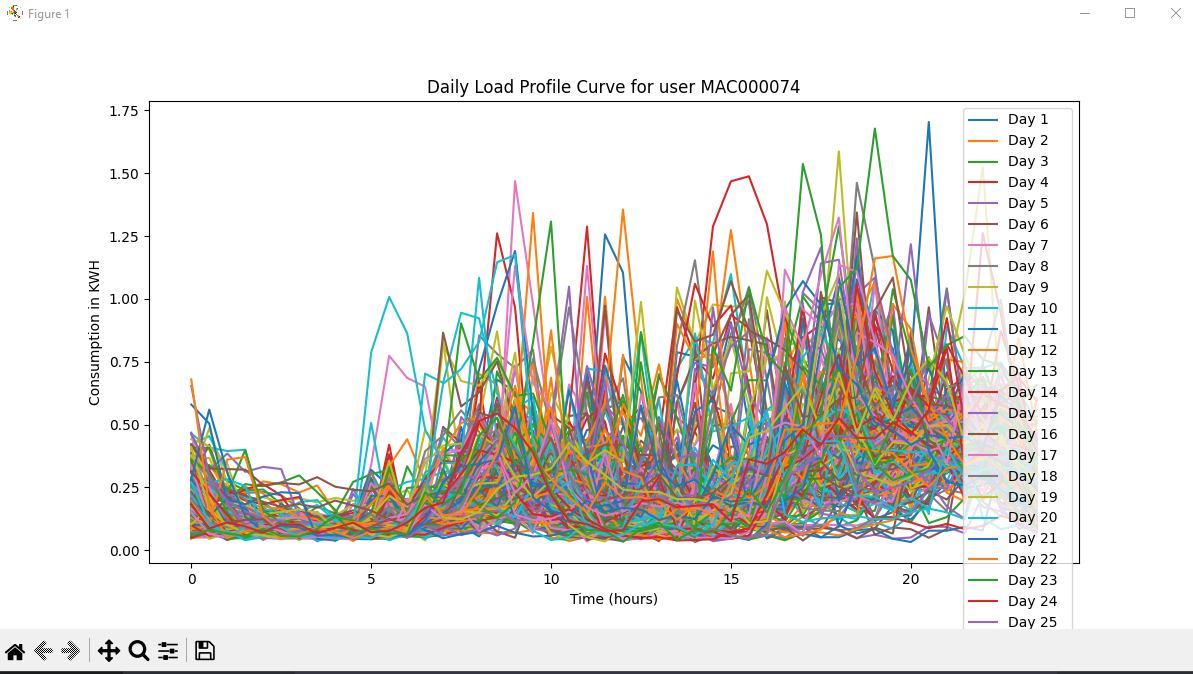 Figure 1
Daily Load Profile Curve for user MAC000074
1.75
1.50
1.25
1.00
0.75
0.50
0.25
0.00
Consumption in KWH
0 5 10 15 20
Time (hours)
Day 1
Day 2
Day 3
Day 4
Day 5
Day 6
Day 7
Day 8
Day 9
Day 10
Day 11
Day 12
Day 13
Day 14
Day 15
Day 16
Day 17
Day 18
Day 19
Day 20
Day 21
Day 22
Day 23
Day 24
Day 25